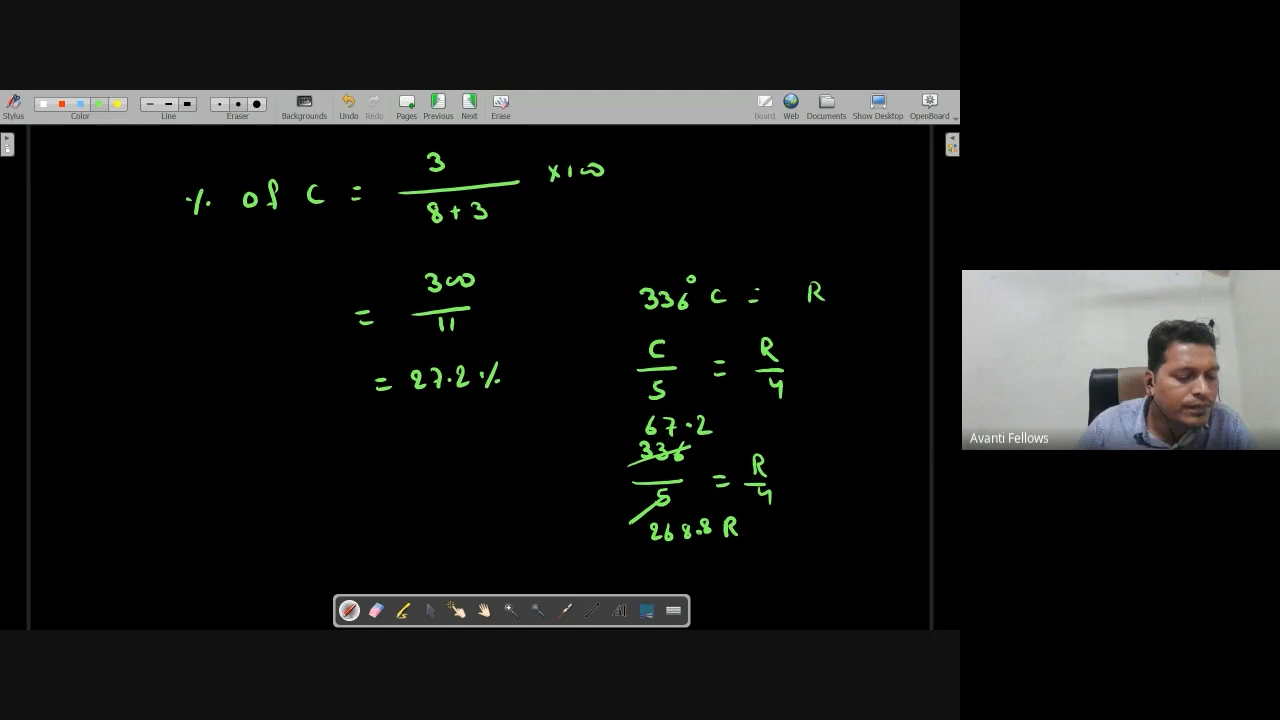 Stylus Color Line Eraser Backgrounds Undo Redo Pages Previous Next Erase Board Web Documents Show Desktop OpenBoard
% of C = 3 / 8+3 ×100
= 300 / 11
= 27.2 %
336° C = R
C / 5 = R / 4
67.2
336 / 5 = R / 4
268.8 R
Avanti Fellows